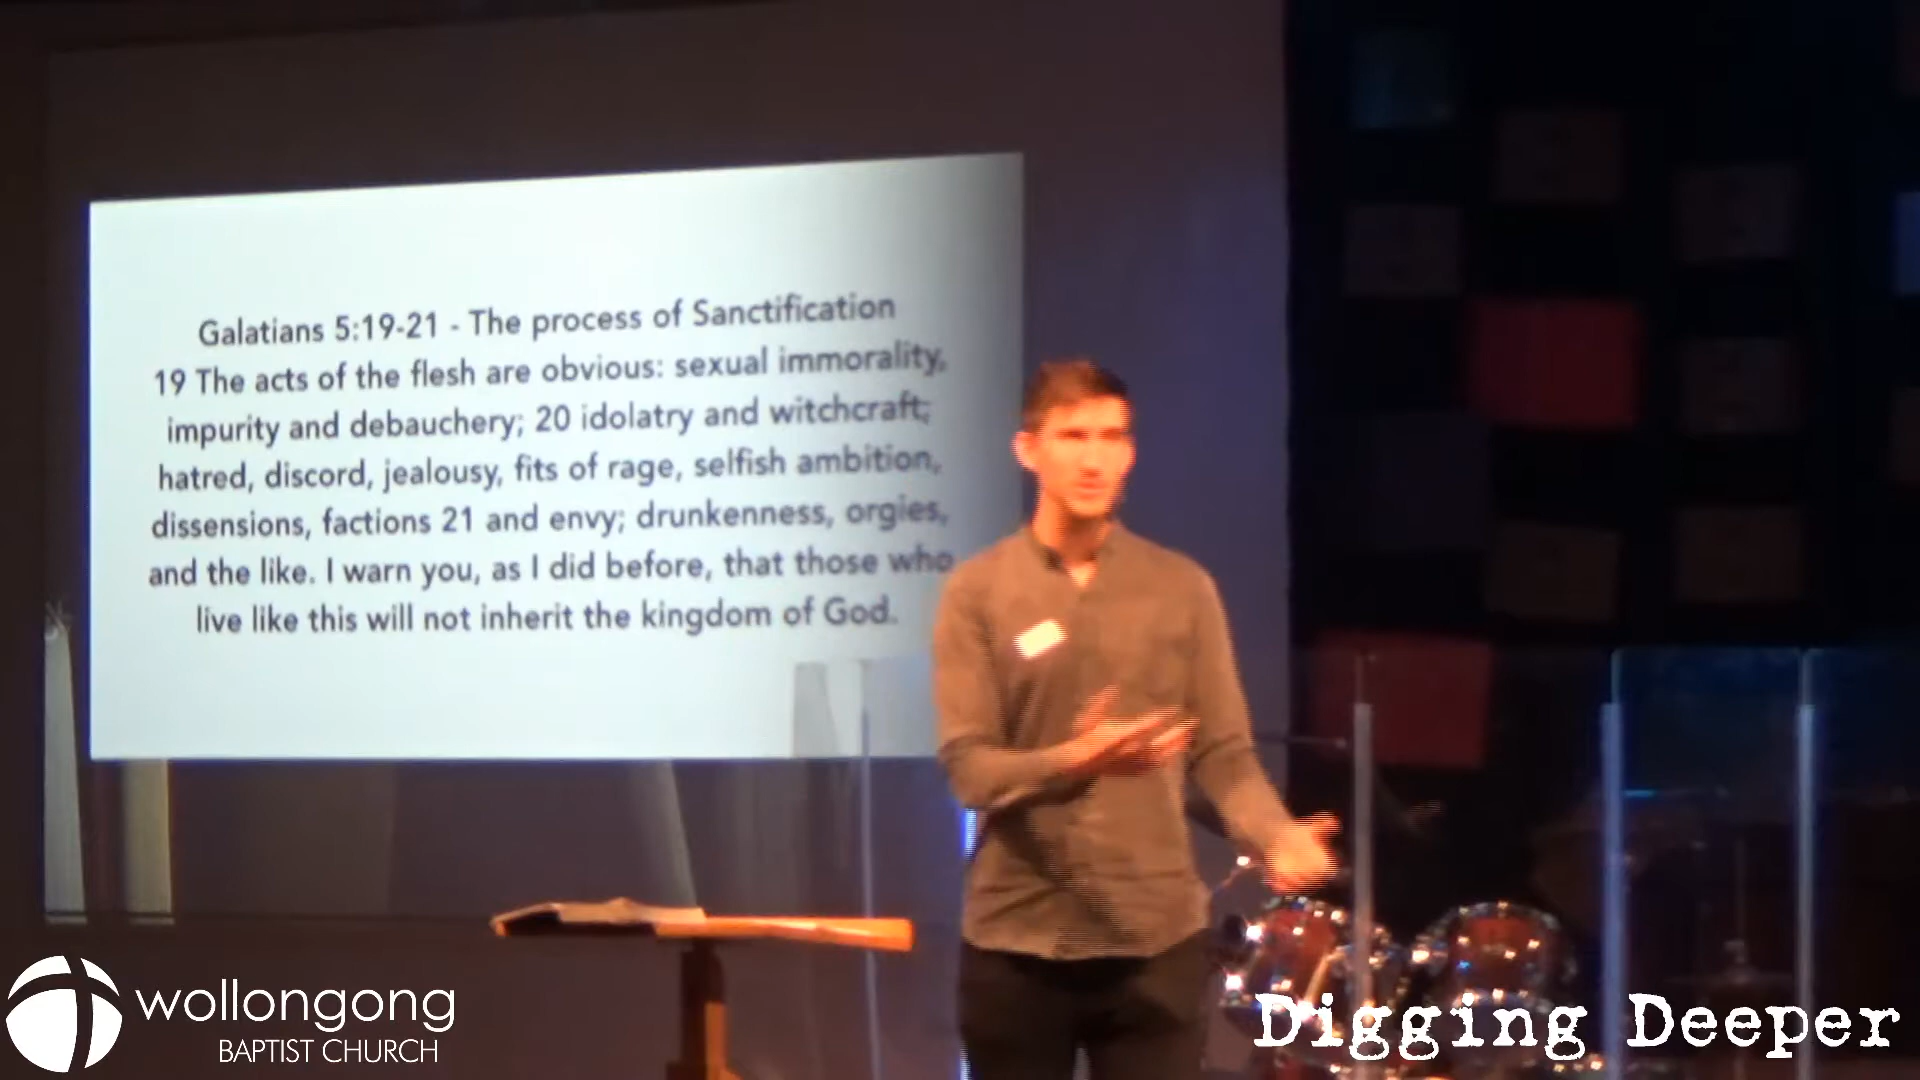 Galatians 5:19-21 - The process of Sanctification
19 The acts of the flesh are obvious: sexual immorality,
impurity and debauchery; 20 idolatry and witchcraft;
hatred, discord, jealousy, fits of rage, selfish ambition,
dissensions, factions 21 and envy; drunkenness, orgies,
and the like. I warn you, as I did before, that those who
live like this will not inherit the kingdom of God.
wollongong
BAPTIST CHURCH
Digging Deeper